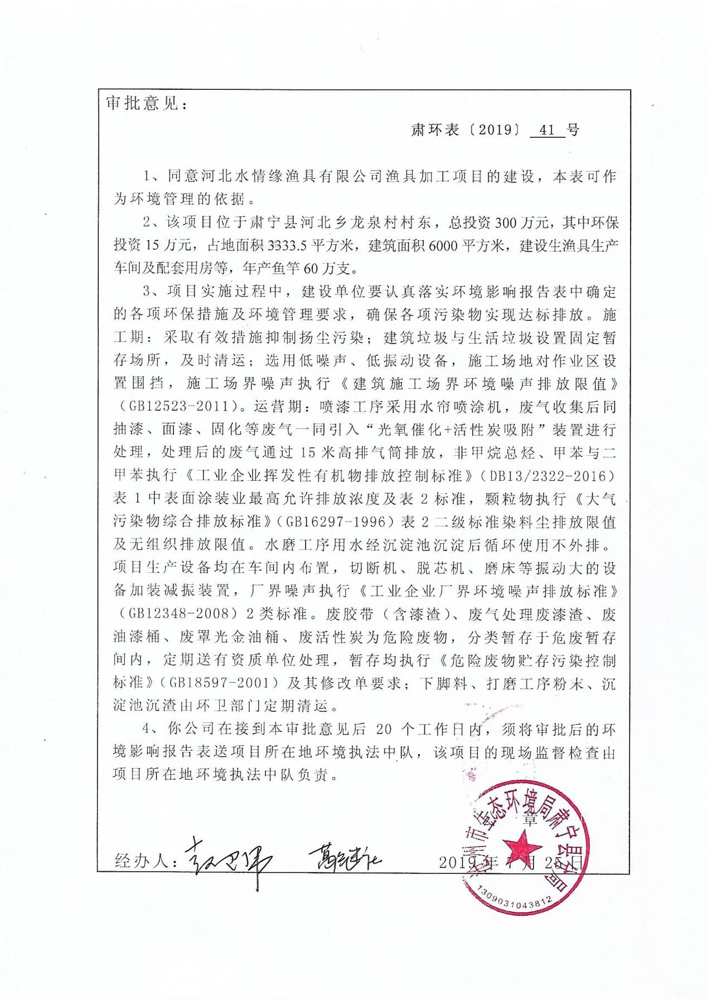 审批意见：
肃环表〔2019〕 41 号
1、同意河北水情缘渔具有限公司渔具加工项目的建设，本表可作
为环境管理的依据。
2、该项目位于肃宁县河北乡龙泉村村东，总投资 300 万元，其中环保
投资 15 万元，占地面积 3333.5 平方米，建筑面积 6000 平方米，建设生渔具生产
车间及配套用房等，年产鱼竿 60 万支。
3、项目实施过程中，建设单位要认真落实环境影响报告表中确定
的各项环保措施及环境管理要求，确保各项污染物实现达标排放。施
工期：采取有效措施抑制扬尘污染；建筑垃圾与生活垃圾设置固定暂
存场所，及时清运；选用低噪声、低振动设备，施工场地对作业区设
置围挡，施工场界噪声执行《建筑施工场界环境噪声排放限值》
（GB12523-2011）。运营期：喷漆工序采用水帘喷涂机，废气收集后同
抽漆、面漆、固化等废气一同引入“光氧催化+活性炭吸附”装置进行
处理，处理后的废气通过 15 米高排气筒排放，非甲烷总烃、甲苯与二
甲苯执行《工业企业挥发性有机物排放控制标准》（DB13/2322-2016）
表 1 中表面涂装业最高允许排放浓度及表 2 标准，颗粒物执行《大气
污染物综合排放标准》（GB16297-1996）表 2 二级标准染料尘排放限值
及无组织排放限值。水磨工序用水经沉淀池沉淀后循环使用不外排。
项目生产设备均在车间内布置，切断机、脱芯机、磨床等振动大的设
备加装减振装置，厂界噪声执行《工业企业厂界环境噪声排放标准》
（GB12348-2008）2 类标准。废胶带（含漆渣）、废气处理废漆渣、废
油漆桶、废罩光金油桶、废活性炭为危险废物，分类暂存于危废暂存
间内，定期送有资质单位处理，暂存均执行《危险废物贮存污染控制
标准》（GB18597-2001）及其修改单要求；下脚料、打磨工序粉末、沉
淀池沉渣由环卫部门定期清运。
4、你公司在接到本审批意见后 20 个工作日内，须将审批后的环
境影响报告表送项目所在地环境执法中队，该项目的现场监督检查由
项目所在地环境执法中队负责。
沧州市生态环境局肃宁县分局
章
经办人：
2019 年 7 月 25 日
1309031043812